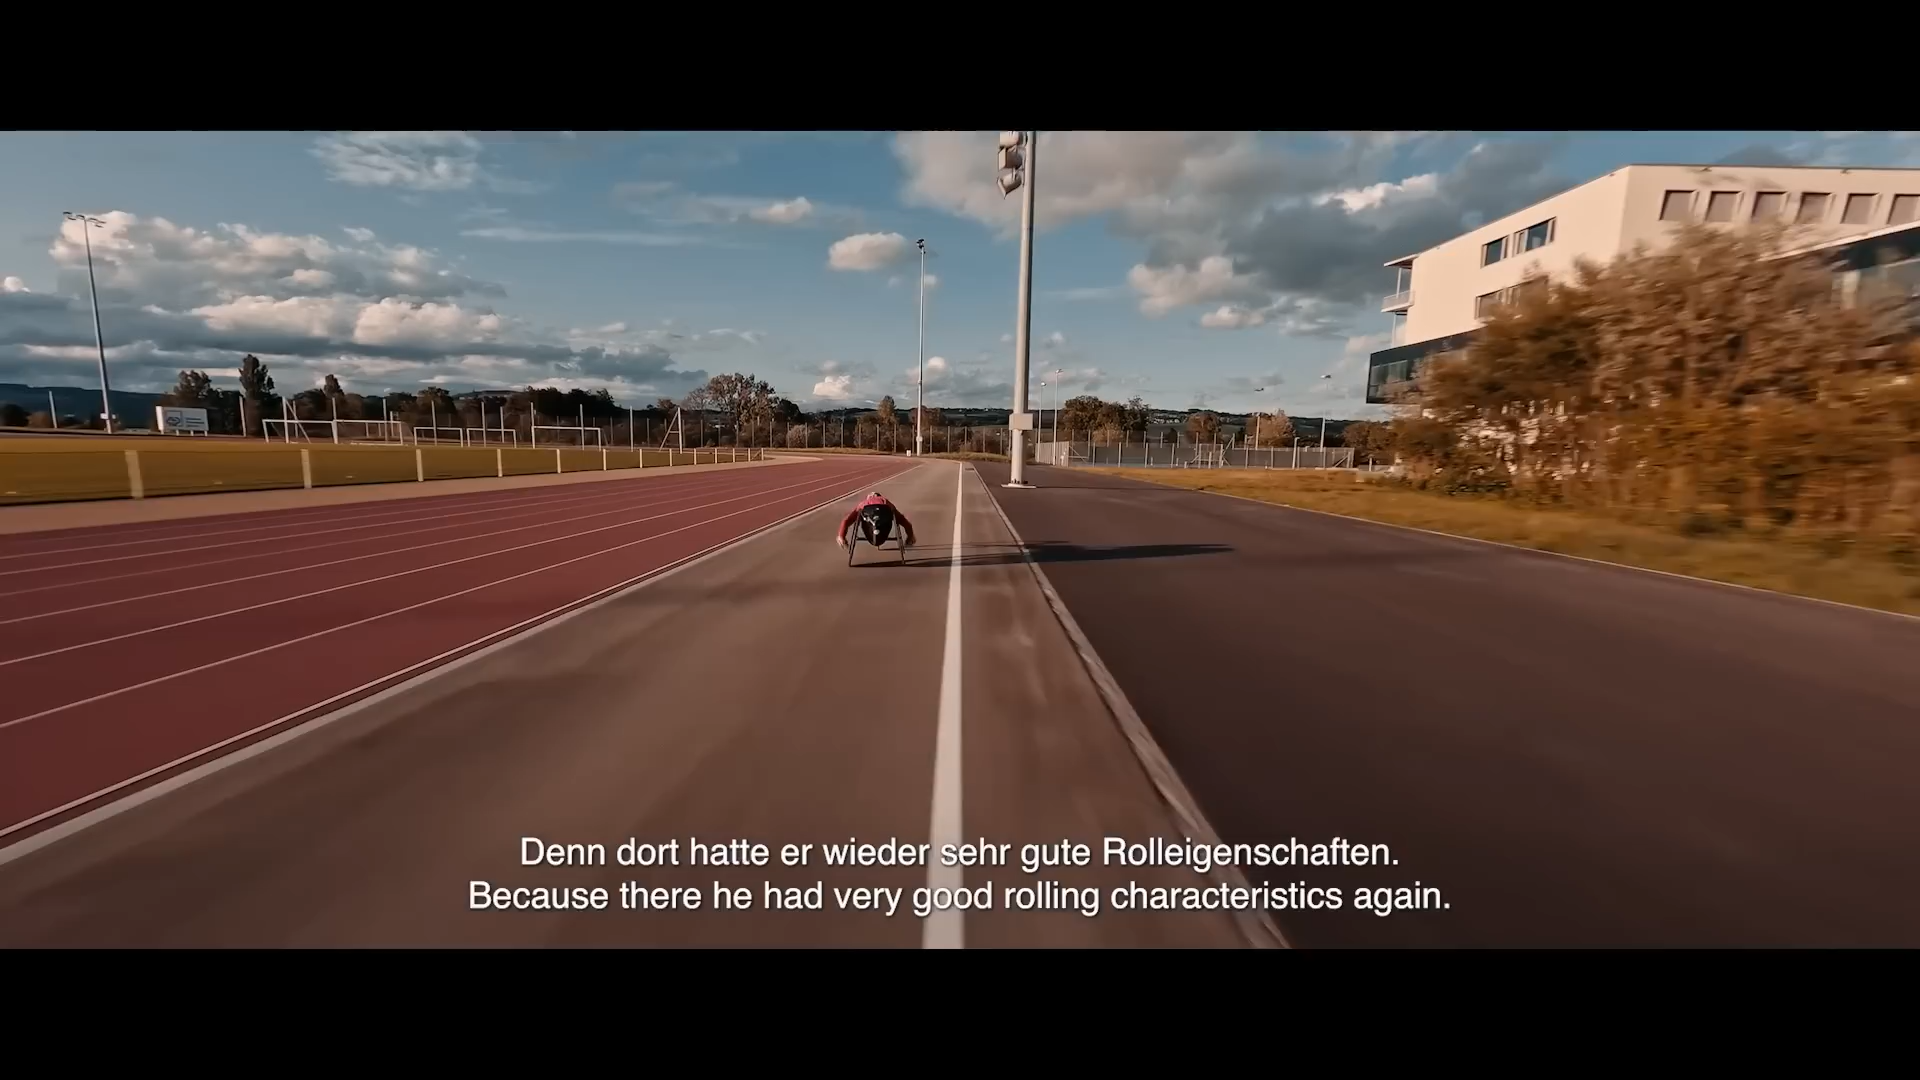 Denn dort hatte er wieder sehr gute Rolleigenschaften.
Because there he had very good rolling characteristics again.